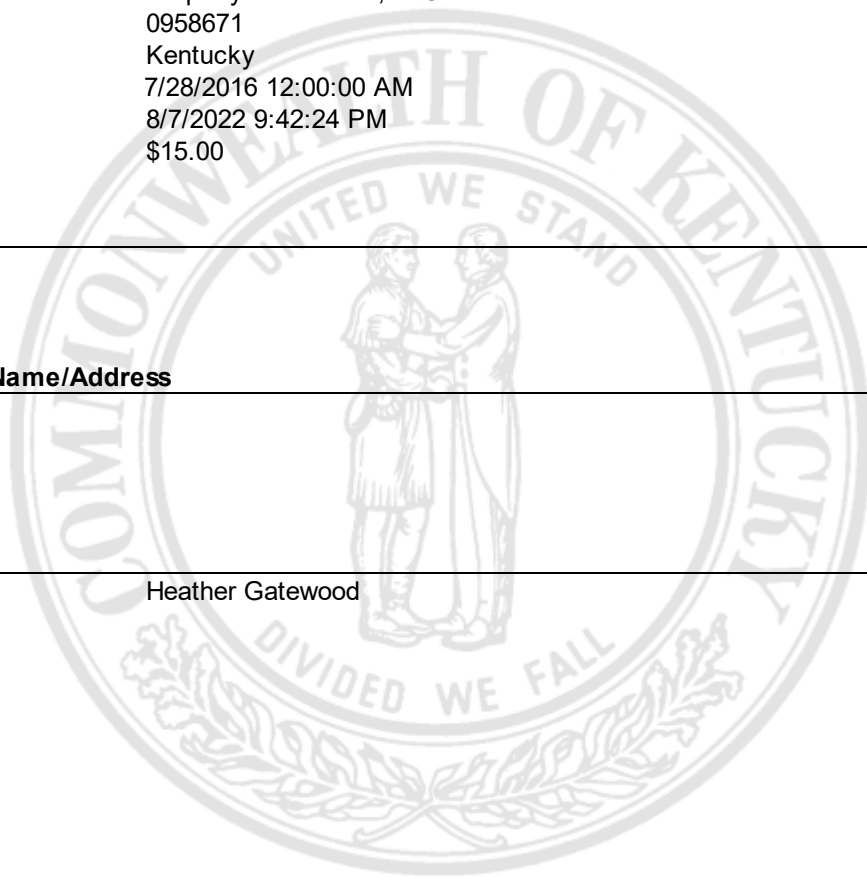 0958671
Kentucky
7/28/2016 12:00:00 AM
8/7/2022 9:42:24 PM
$15.00
COMMONWEALTH OF KENTUCKY
UNITED WE STAND
Name/Address
Heather Gatewood
DIVIDED WE FALL